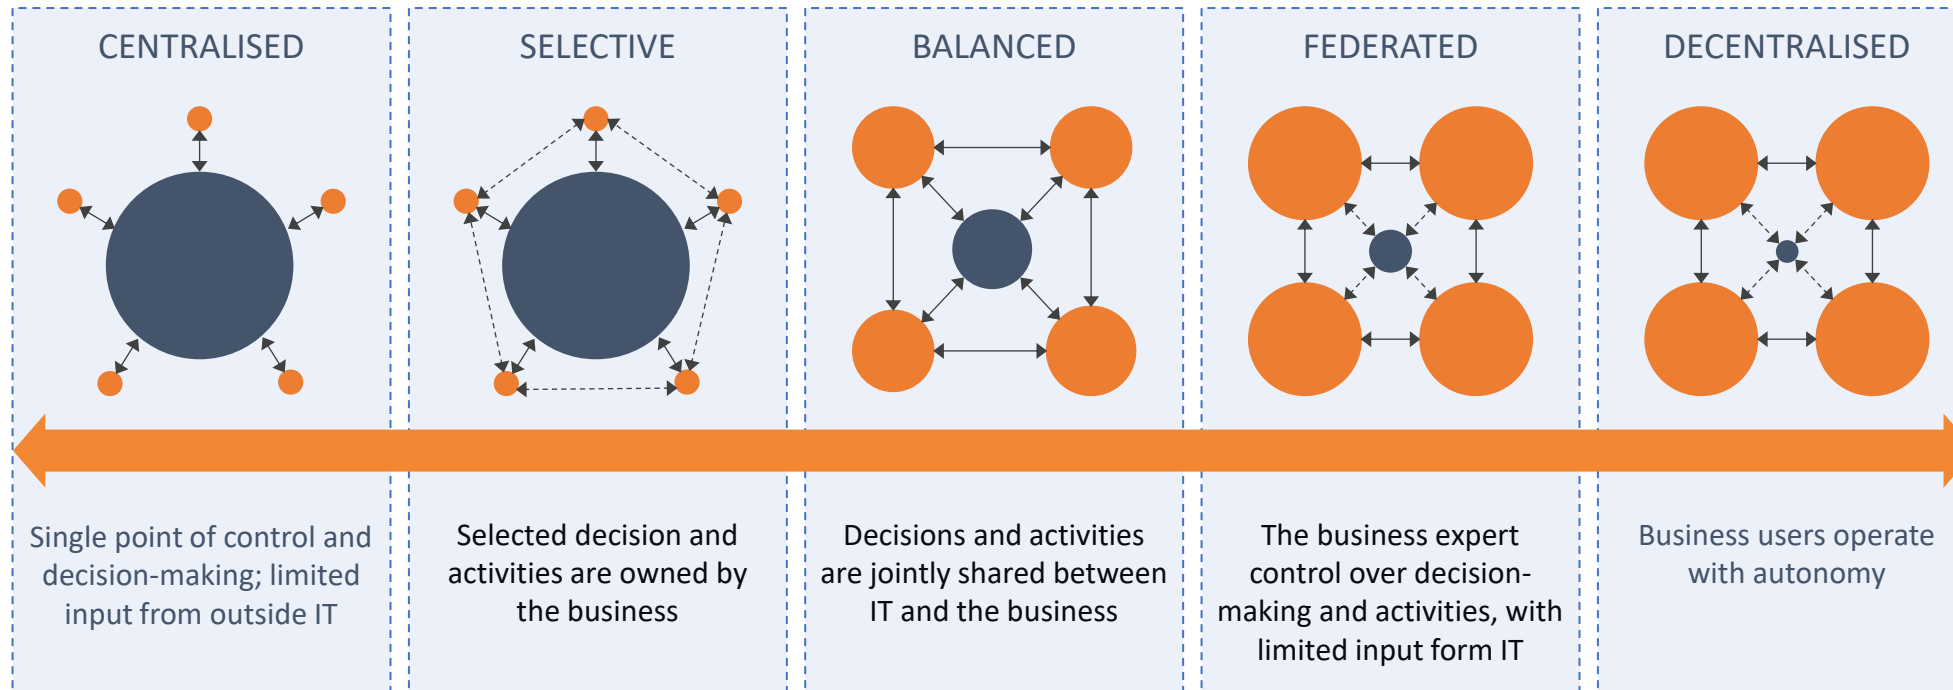 CENTRALISED
SELECTIVE
BALANCED
FEDERATED
DECENTRALISED
Single point of control and
decision-making; limited
input from outside IT
Selected decision and
activities are owned by
the business
Decisions and activities
are jointly shared between
IT and the business
The business expert
control over decision-
making and activities, with
limited input form IT
Business users operate
with autonomy